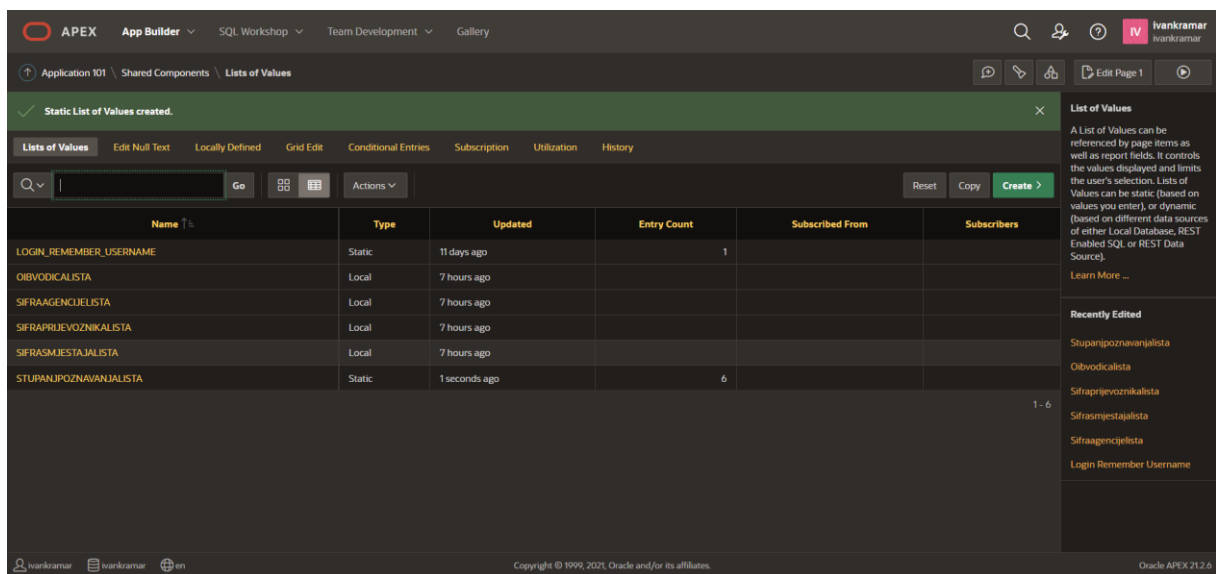 APEX App Builder SQL Workshop Team Development Gallery IV ivankramar
ivankramar
Application 101 \ Shared Components \ Lists of Values Edit Page 1
Static List of Values created.
Lists of Values Edit Null Text Locally Defined Grid Edit Conditional Entries Subscription Utilization History
Go Actions Reset Copy Create >
Name Type Updated Entry Count Subscribed From Subscribers
LOGIN_REMEMBER_USERNAME Static 11 days ago 1
OIBVODICALISTA Local 7 hours ago
SIFRAAGENCIJELISTA Local 7 hours ago
SIFRAPRIJEVOZNIKALISTA Local 7 hours ago
SIFRASMJESTAJALISTA Local 7 hours ago
STUPANJPOZNAVANJALISTA Static 1 seconds ago 6
1 - 6
List of Values
A List of Values can be
referenced by page items as
well as report fields. It controls
the values displayed and limits
the user's selection. Lists of
Values can be static (based on
values you enter), or dynamic
(based on different data sources
of either Local Database, REST
Enabled SQL or REST Data
Source).
Learn More ...
Recently Edited
Stupanjpoznavanjalista
Oibvodicalista
Sifraprijevoznikalista
Sifrasmjestajalista
Sifraagencijelista
Login Remember Username
ivankramar ivankramar en Copyright © 1999, 2021, Oracle and/or its affiliates. Oracle APEX 21.2.6